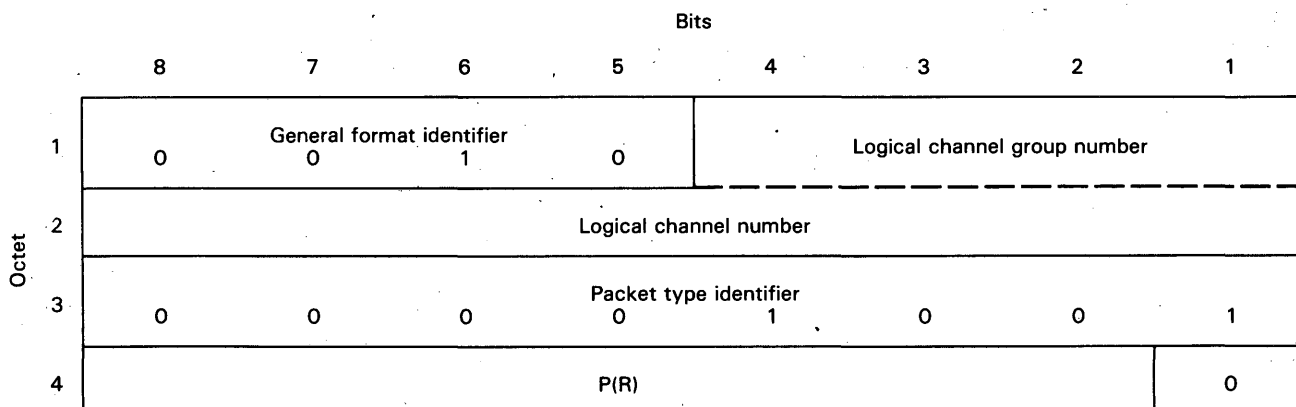 Bits
8 7 6 5 4 3 2 1
General format identifier
1 0 0 1 0 Logical channel group number
2 Logical channel number
Octet
Packet type identifier
3 0 0 0 0 1 0 0 1
4 P(R) 0